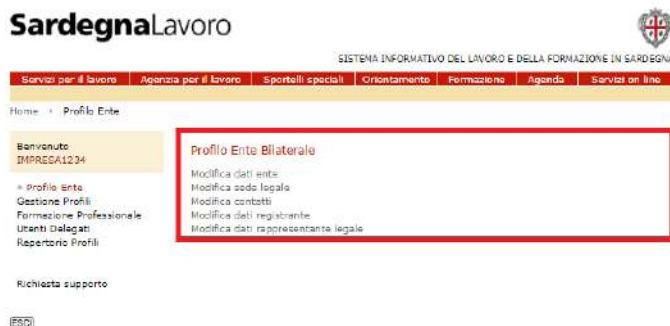 SardegnaLavoro
SISTEMA INFORMATIVO DEL LAVORO E DELLA FORMAZIONE IN SARDEGNA
Servizi per il lavoro Agenzia per il lavoro Sportelli speciali Orientamento Formazione Agenda Servizi on line
Home Profilo Ente
Benvenuto
IMPRESA1234
Profilo Ente
Gestione Profili
Formazione Professionale
Utenti Delegati
Repertorio Profili
Richiesta supporto
ESCI
Profilo Ente Bilaterale
Modifica dati ente
Modifica sede legale
Modifica contatti
Modifica dati registrante
Modifica dati rappresentante legale